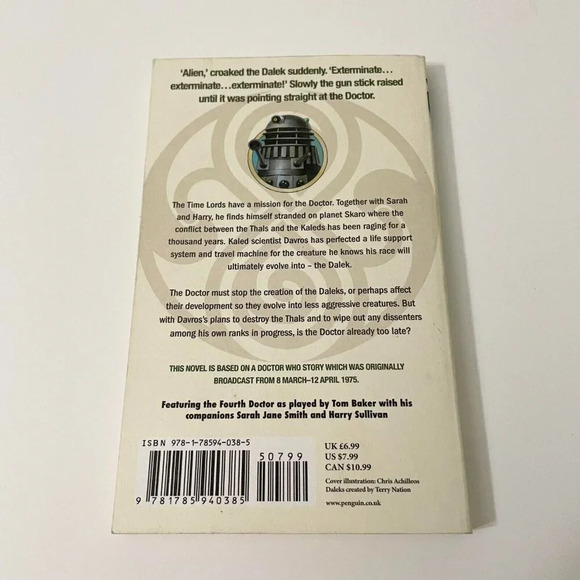 ‘Alien,’ croaked the Dalek suddenly. ‘Exterminate…
exterminate…exterminate!’ Slowly the gun stick raised
until it was pointing straight at the Doctor.
The Time Lords have a mission for the Doctor. Together with Sarah
and Harry, he finds himself stranded on planet Skaro where the
conflict between the Thals and the Kaleds has been raging for a
thousand years. Kaled scientist Davros has perfected a life support
system and travel machine for the creature he knows his race will
ultimately evolve into – the Dalek.
The Doctor must stop the creation of the Daleks, or perhaps affect
their development so they evolve into less aggressive creatures. But
with Davros’s plans to destroy the Thals and to wipe out any dissenters
among his own ranks in progress, is the Doctor already too late?
THIS NOVEL IS BASED ON A DOCTOR WHO STORY WHICH WAS ORIGINALLY
BROADCAST FROM 8 MARCH–12 APRIL 1975.
Featuring the Fourth Doctor as played by Tom Baker with his
companions Sarah Jane Smith and Harry Sullivan
ISBN 978-1-78594-038-5
50799
9 781785 940385
UK £6.99
US $7.99
CAN $10.99
Cover illustration: Chris Achilleos
Daleks created by Terry Nation
www.penguin.co.uk